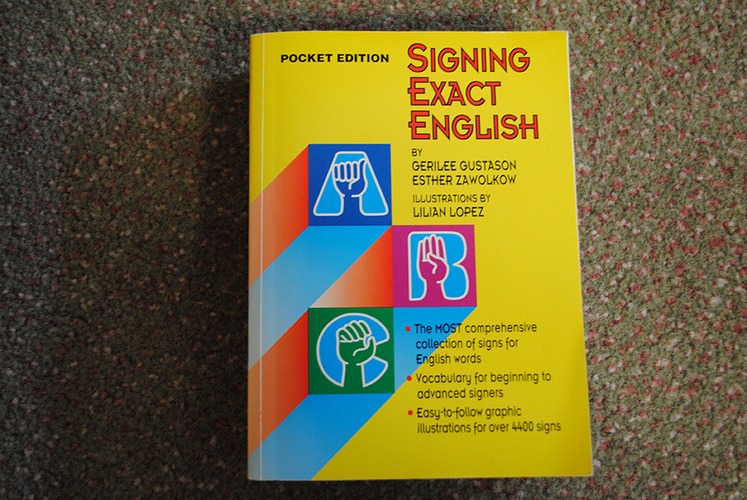 POCKET EDITION
SIGNING
EXACT
ENGLISH
BY
GERILEE GUSTASON
ESTHER ZAWOLKOW
ILLUSTRATIONS BY
LILIAN LOPEZ
A
B
C
• The MOST comprehensive
collection of signs for
English words
• Vocabulary for beginning to
advanced signers
• Easy-to-follow graphic
illustrations for over 4400 signs